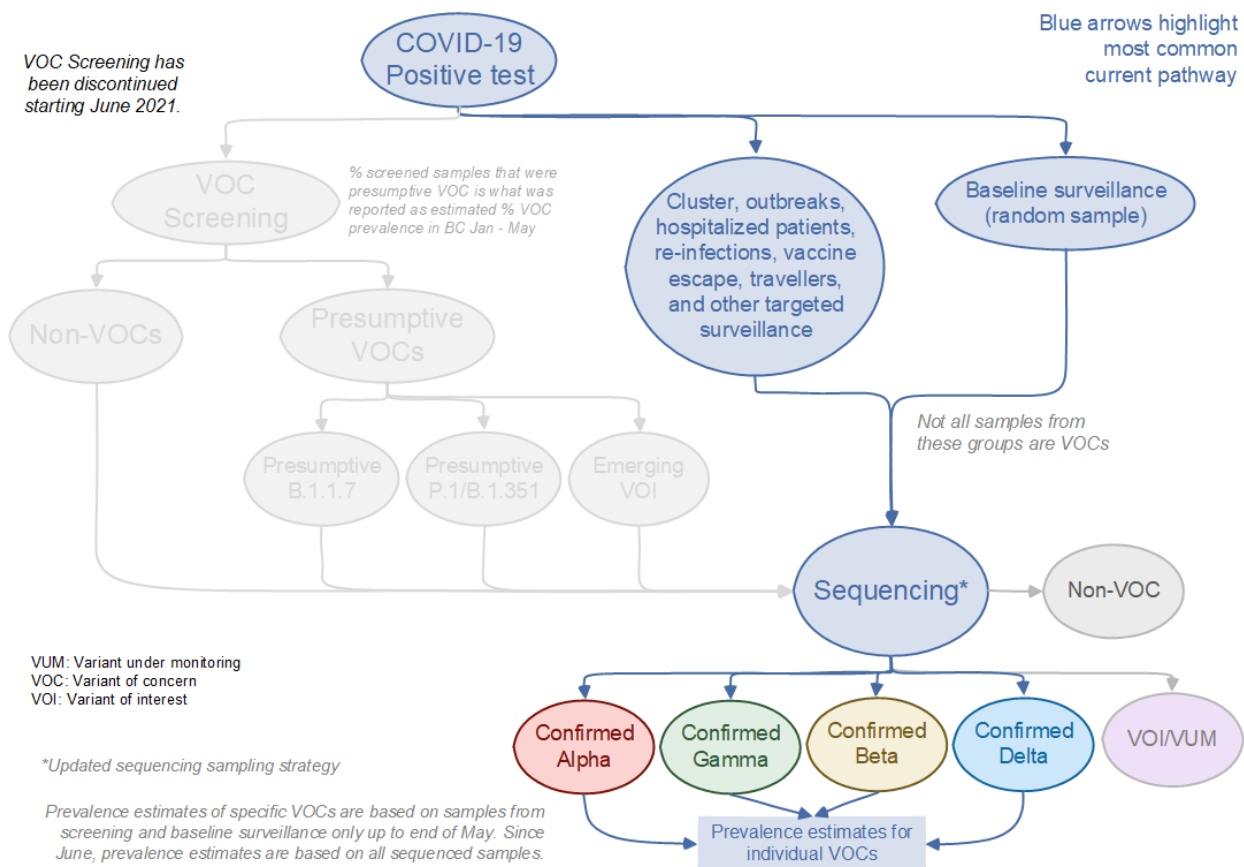 COVID-19
Positive test
Blue arrows highlight
most common
current pathway
VOC Screening has
been discontinued
starting June 2021.
VOC
Screening
% screened samples that were
presumptive VOC is what was
reported as estimated % VOC
prevalence in BC Jan - May
Cluster, outbreaks,
hospitalized patients,
re-infections, vaccine
escape, travellers,
and other targeted
surveillance
Baseline surveillance
(random sample)
Non-VOCs
Presumptive
VOCs
Not all samples from
these groups are VOCs
Presumptive
B.1.1.7
Presumptive
P.1/B.1.351
Emerging
VOI
Sequencing*
Non-VOC
VUM: Variant under monitoring
VOC: Variant of concern
VOI: Variant of interest
Confirmed
Alpha
Confirmed
Gamma
Confirmed
Beta
Confirmed
Delta
VOI/VUM
*Updated sequencing sampling strategy
Prevalence estimates of specific VOCs are based on samples from
screening and baseline surveillance only up to end of May. Since
June, prevalence estimates are based on all sequenced samples.
Prevalence estimates for
individual VOCs